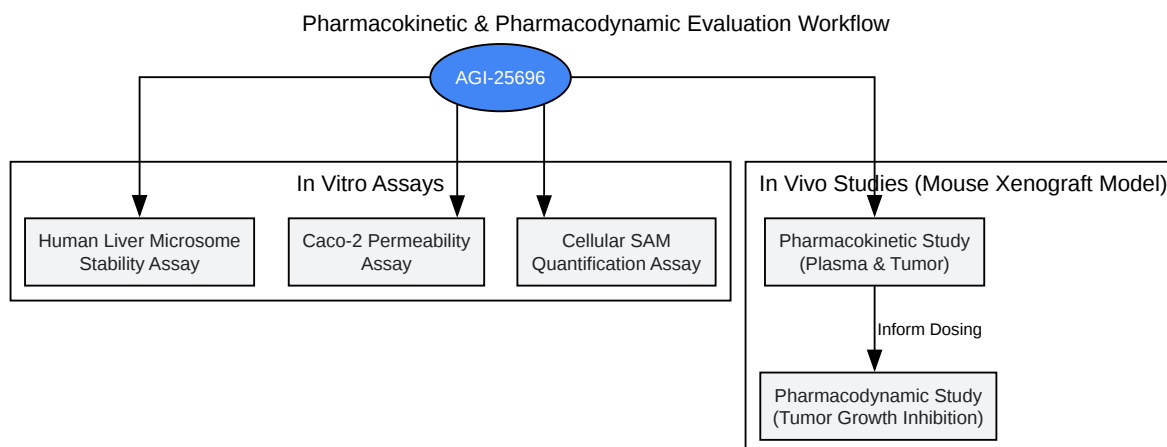 Pharmacokinetic & Pharmacodynamic Evaluation Workflow
AGI-25696
In Vitro Assays
Human Liver Microsome
Stability Assay
Caco-2 Permeability
Assay
Cellular SAM
Quantification Assay
In Vivo Studies (Mouse Xenograft Model)
Pharmacokinetic Study
(Plasma & Tumor)
Inform Dosing
Pharmacodynamic Study
(Tumor Growth Inhibition)